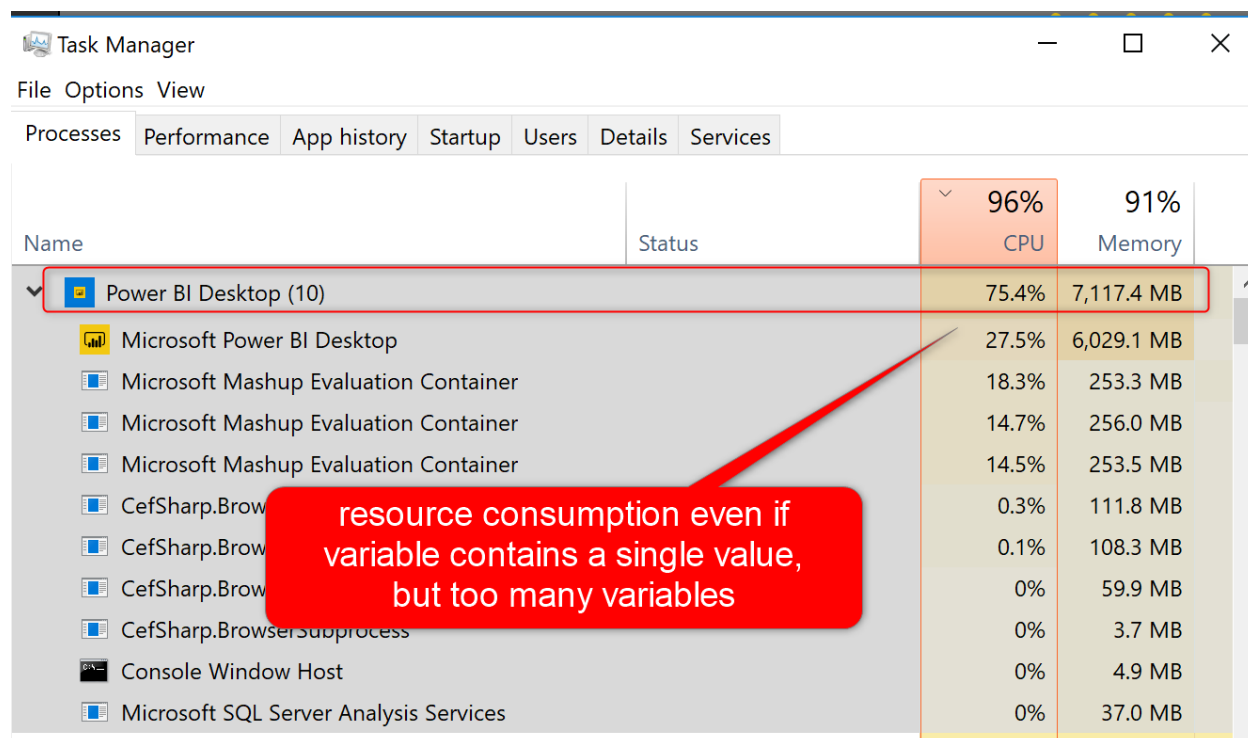 Task Manager
File Options View
Processes Performance App history Startup Users Details Services
96% 91%
Name Status CPU Memory
Power BI Desktop (10) 75.4% 7,117.4 MB
Microsoft Power BI Desktop 27.5% 6,029.1 MB
Microsoft Mashup Evaluation Container 18.3% 253.3 MB
Microsoft Mashup Evaluation Container 14.7% 256.0 MB
Microsoft Mashup Evaluation Container 14.5% 253.5 MB
CefSharp.Brow 0.3% 111.8 MB
CefSharp.Brow 0.1% 108.3 MB
CefSharp.Brow 0% 59.9 MB
CefSharp.BrowserSubprocess 0% 3.7 MB
Console Window Host 0% 4.9 MB
Microsoft SQL Server Analysis Services 0% 37.0 MB
resource consumption even if
variable contains a single value,
but too many variables